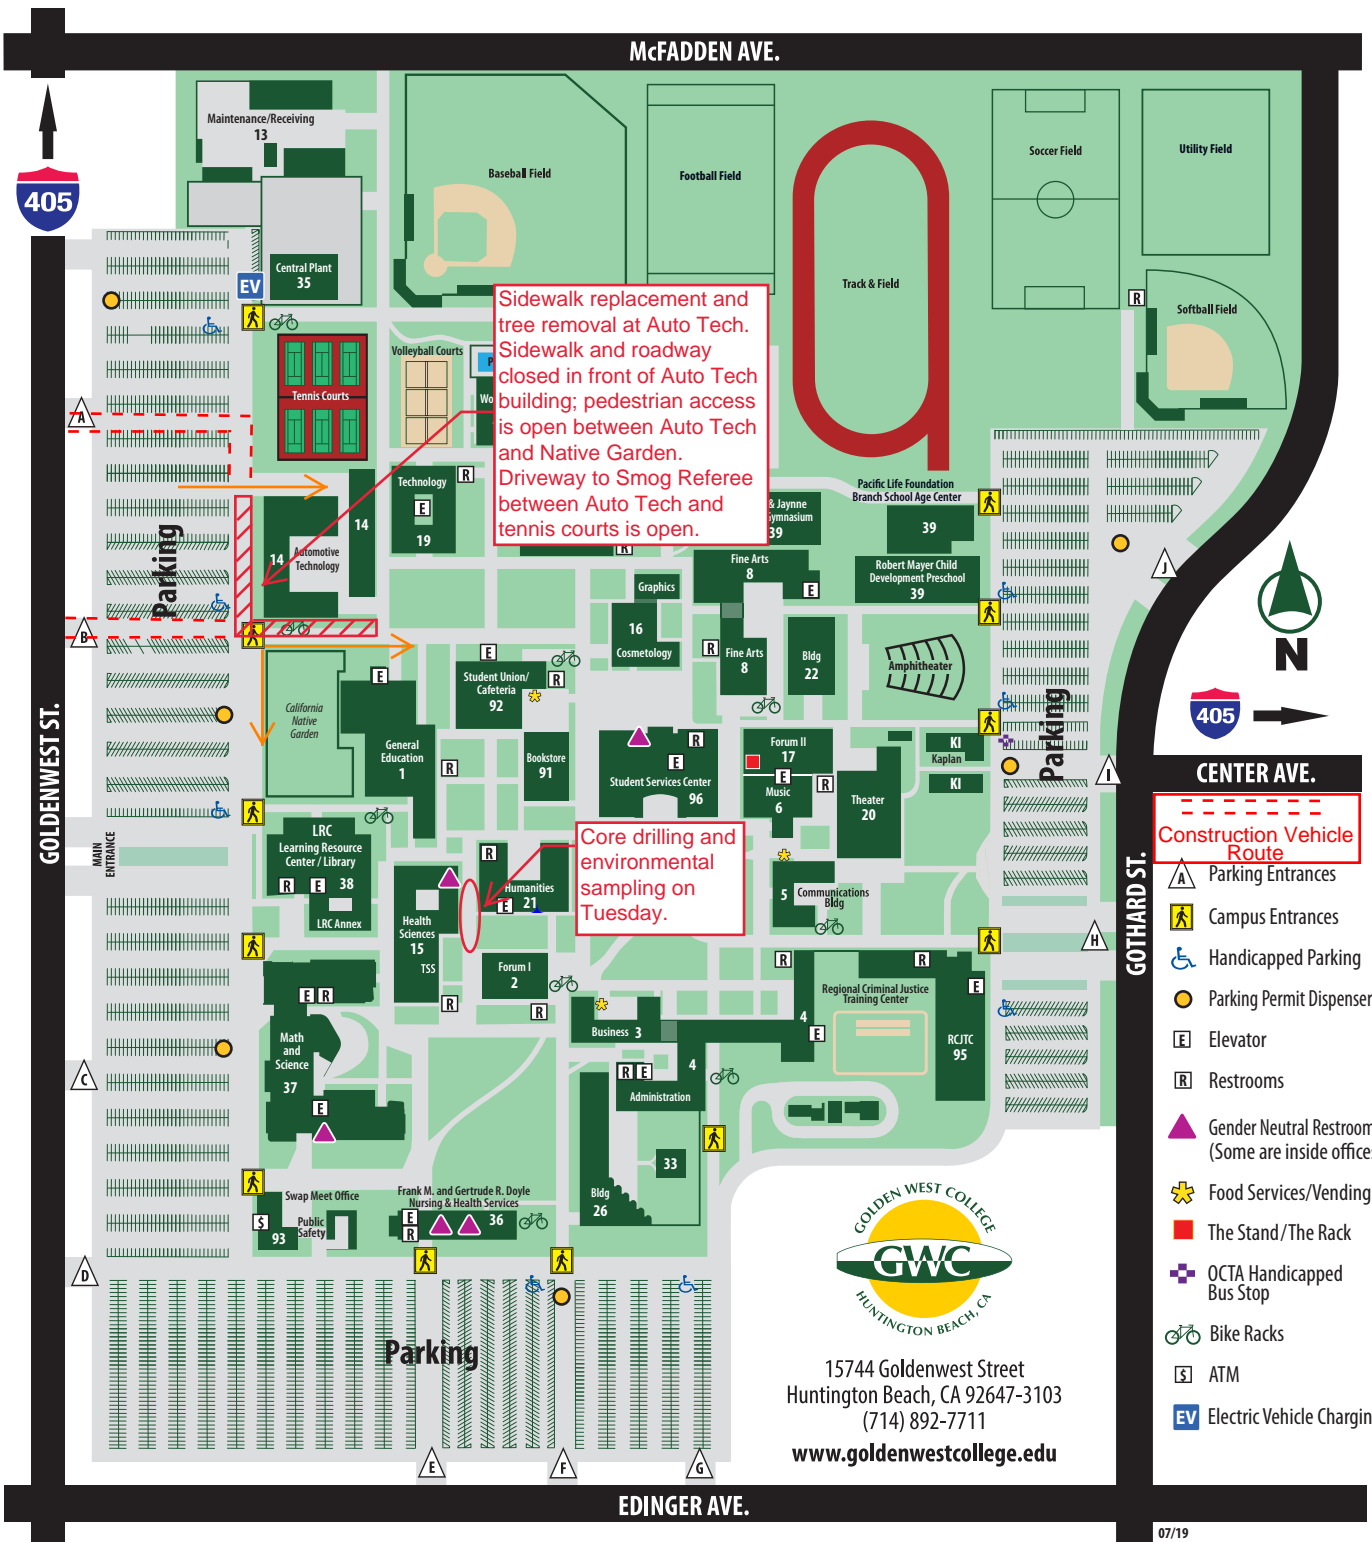 McFADDEN AVE.
405
GOLDENWEST ST.
Maintenance/Receiving
13
Central Plant
35
EV
Baseball Field
Football Field
Track & Field
Soccer Field
Utility Field
Softball Field
R
Tennis Courts
Volleyball Courts
Sidewalk replacement and
tree removal at Auto Tech.
Sidewalk and roadway
closed in front of Auto Tech
building; pedestrian access
is open between Auto Tech
and Native Garden.
Driveway to Smog Referee
between Auto Tech and
tennis courts is open.
A
B
Parking
14
14
Automotive
Technology
Technology
E
19
R
R
& Jaynne
39
Pacific Life Foundation
Branch School Age Center
39
Robert Mayer Child
Development Preschool
39
Fine Arts
8
E
Graphics
16
Cosmetology
R
Fine Arts
8
Bldg
22
Amphitheater
J
N
405
California
Native
Garden
E
General
Education
1
E
Student Union/
Cafeteria
92
R
R
Bookstore
91
R
E
Student Services Center
96
Forum II
17
E
Music
6
R
Theater
20
KI
Kaplan
KI
Parking
I
CENTER AVE.
Construction Vehicle
Route
A Parking Entrances
Campus Entrances
Handicapped Parking
Parking Permit Dispenser
E Elevator
R Restrooms
Gender Neutral Restroom
(Some are inside office
Food Services/Vending
The Stand/The Rack
OCTA Handicapped
Bus Stop
Bike Racks
$ ATM
EV Electric Vehicle Chargin
MAIN
ENTRANCE
LRC
Learning Resource
Center / Library
R E 38
LRC Annex
Health
Sciences
15
TSS
R
Humanities
E 21
Core drilling and
environmental
sampling on
Tuesday.
5 Communications
Bldg
H
GOTHARD ST.
Forum I
2
R
R
E R
Math
and
Science
37
E
Business 3
R E
4
Administration
R
R
Regional Criminal Justice
Training Center
4
E
E
RCJTC
95
C
33
Bldg
26
Swap Meet Office
$
93
Public
Safety
Frank M. and Gertrude R. Doyle
Nursing & Health Services
E
R
36
D
Parking
E
F
G
GOLDEN WEST COLLEGE
GWC
HUNTINGTON BEACH, CA
15744 Goldenwest Street
Huntington Beach, CA 92647-3103
(714) 892-7711
www.goldenwestcollege.edu
EDINGER AVE.
07/19